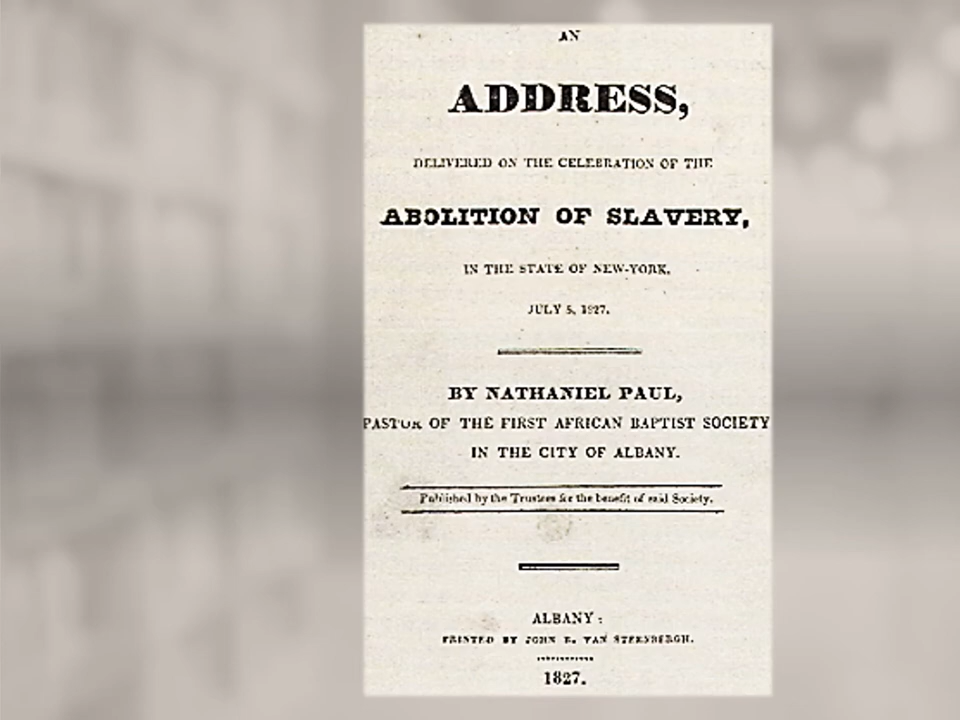 AN
ADDRESS,
DELIVERED ON THE CELEBRATION OF THE
ABOLITION OF SLAVERY,
IN THE STATE OF NEW-YORK,
JULY 5, 1827.
BY NATHANIEL PAUL,
PASTOR OF THE FIRST AFRICAN BAPTIST SOCIETY
IN THE CITY OF ALBANY.
Published by the Trustees for the benefit of said Society.
ALBANY:
PRINTED BY JOHN B. VAN STEENBERGH.
1827.